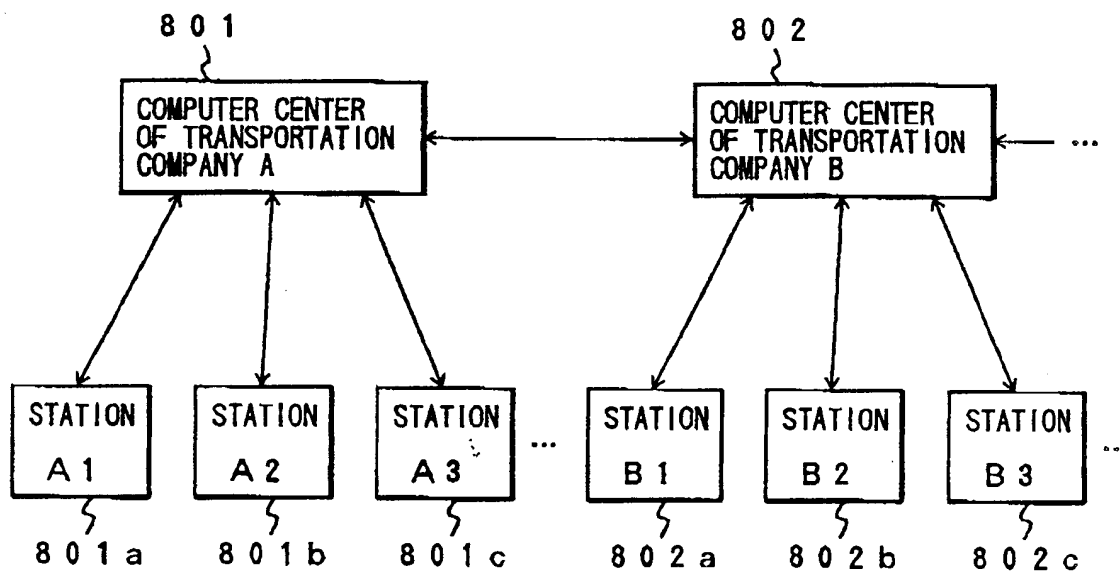 801
802
COMPUTER CENTER
OF TRANSPORTATION
COMPANY A
COMPUTER CENTER
OF TRANSPORTATION
COMPANY B
...
STATION
A1
STATION
A2
STATION
A3
...
STATION
B1
STATION
B2
STATION
B3
..
801a
801b
801c
802a
802b
802c